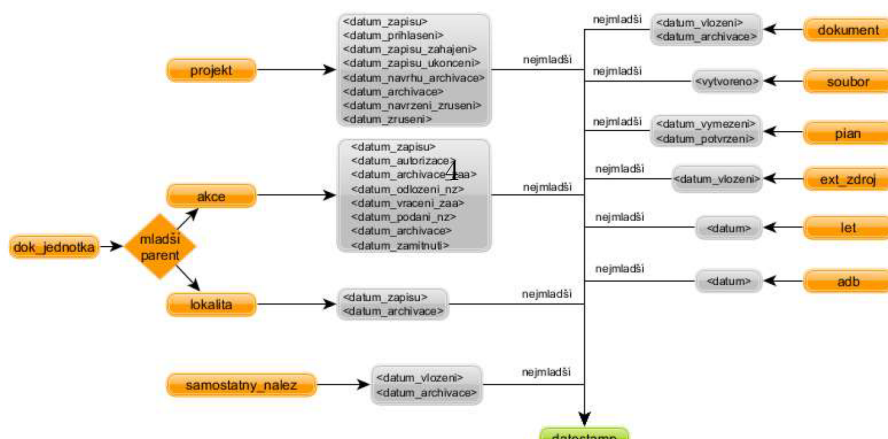 projekt
<datum_zapisu>
<datum_prihlaseni>
<datum_zapisu_zahajeni>
<datum_zapisu_ukonceni>
<datum_navrhu_archivace>
<datum_archivace>
<datum_navrzeni_zruseni>
<datum_zruseni>
nejmladší
akce
<datum_zapisu>
<datum_autorizace>
<datum_archivace_zaa>
<datum_odlozeni_nz>
<datum_vraceni_zaa>
<datum_podani_nz>
<datum_archivace>
<datum_zamitnuti>
4
nejmladší
dok_jednotka
mladší
parent
lokalita
<datum_zapisu>
<datum_archivace>
nejmladší
samostatny_nalez
<datum_vlozeni>
<datum_archivace>
nejmladší
nejmladší
<datum_vlozeni>
<datum_archivace>
dokument
nejmladší
<vytvoreno>
soubor
nejmladší
<datum_vymezeni>
<datum_potvrzeni>
pian
nejmladší
<datum_vlozeni>
ext_zdroj
nejmladší
<datum>
let
nejmladší
<datum>
adb
datestamp